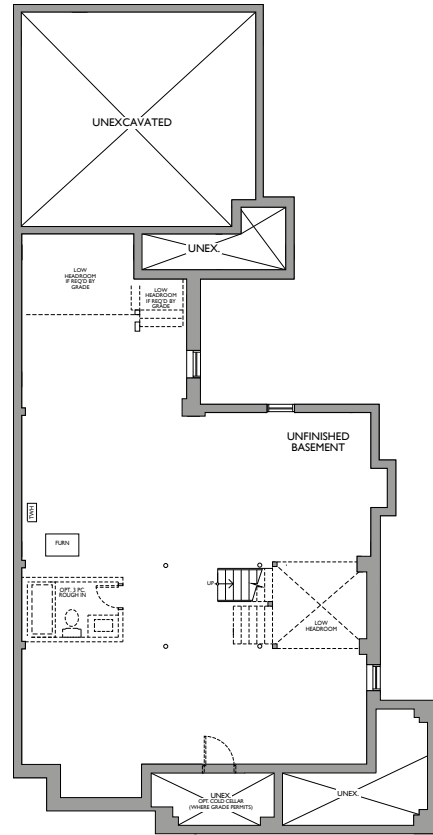 UNEXCAVATED
UNEX.
LOW
HEADROOM
IF REQ'D BY
GRADE
LOW
HEADROOM
IF REQ'D BY
GRADE
UNFINISHED
BASEMENT
TWH
FURN
OPT. 3 PC.
ROUGH IN
UP
LOW
HEADROOM
UNEX.
OPT. COLD CELLAR
(WHERE GRADE PERMITS)
UNEX.